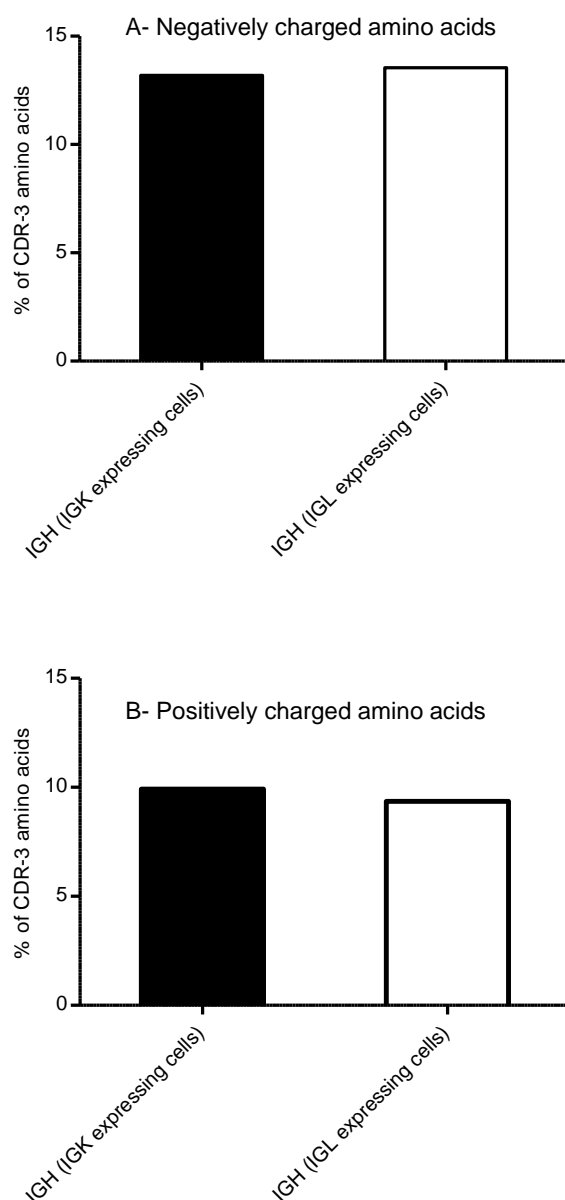 A- Negatively charged amino acids
% of CDR-3 amino acids
15
10
5
0
IGH (IGK expressing cells)
IGH (IGL expressing cells)
B- Positively charged amino acids
% of CDR-3 amino acids
15
10
5
0
IGH (IGK expressing cells)
IGH (IGL expressing cells)